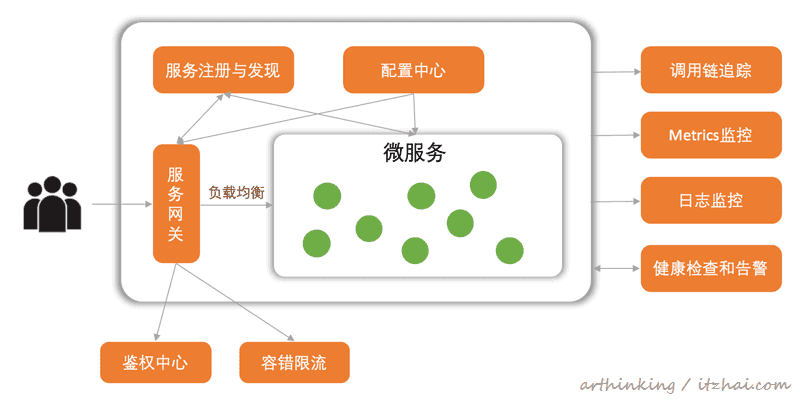 服务注册与发现
配置中心
调用链追踪
Metrics监控
日志监控
健康检查和告警
微服务
服务网关
负载均衡
鉴权中心
容错限流
arthinking / itzhai.com